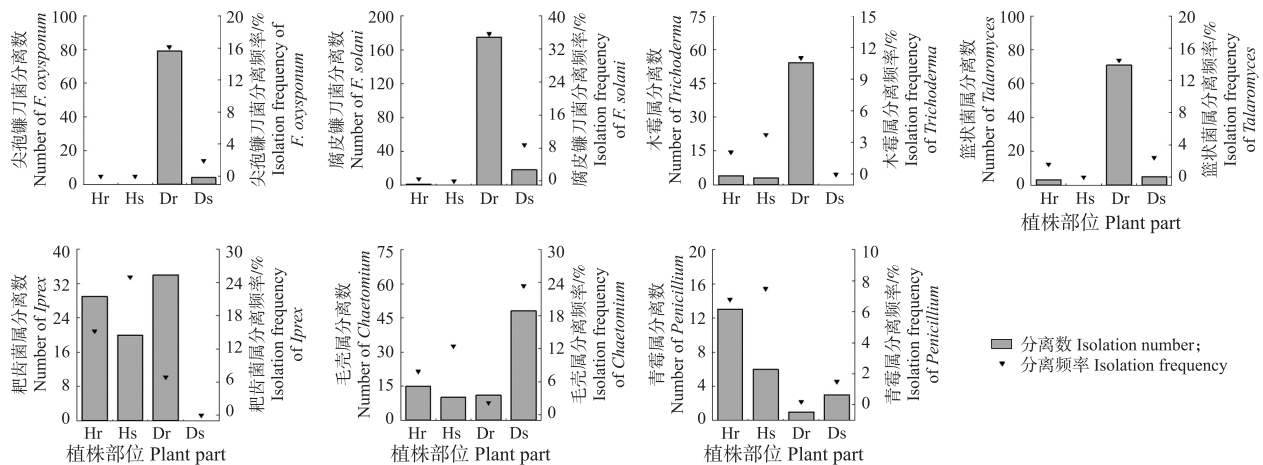 尖孢镰刀菌分离数
Number of F. oxysponum
100
80
60
40
20
0
20
16
12
8
4
0
尖孢镰刀菌分离频率/%
Isolation frequency of
F. oxysponum
Hr Hs Dr Ds
腐皮镰刀菌分离数
Number of F. solani
200
160
120
80
40
0
40
32
24
16
8
0
腐皮镰刀菌分离频率/%
Isolation frequency
of F. solani
Hr Hs Dr Ds
木霉属分离数
Number of Trichoderma
75
60
45
30
15
0
15
12
9
6
3
0
木霉属分离频率/%
Isolation frequency
of Trichoderma
Hr Hs Dr Ds
篮状菌属分离数
Number of Talaromyces
100
80
60
40
20
0
20
16
12
8
4
0
篮状菌属分离频率/%
Isolation frequency
of Talaromyces
Hr Hs Dr Ds
植株部位 Plant part
耙齿菌属分离数
Number of Iprex
40
32
24
16
8
0
30
24
18
12
6
0
耙齿菌属分离频率/%
Isolation frequency
of Iprex
Hr Hs Dr Ds
植株部位 Plant part
毛壳属分离数
Number of Chaetomium
75
60
45
30
15
0
30
24
18
12
6
0
毛壳属分离频率/%
Isolation frequency
of Chaetomium
Hr Hs Dr Ds
植株部位 Plant part
青霉属分离数
Number of Penicillium
20
16
12
8
4
0
10
8
6
4
2
0
青霉属分离频率/%
Isolation frequency
of Penicillium
Hr Hs Dr Ds
植株部位 Plant part
分离数 Isolation number；
分离频率 Isolation frequency